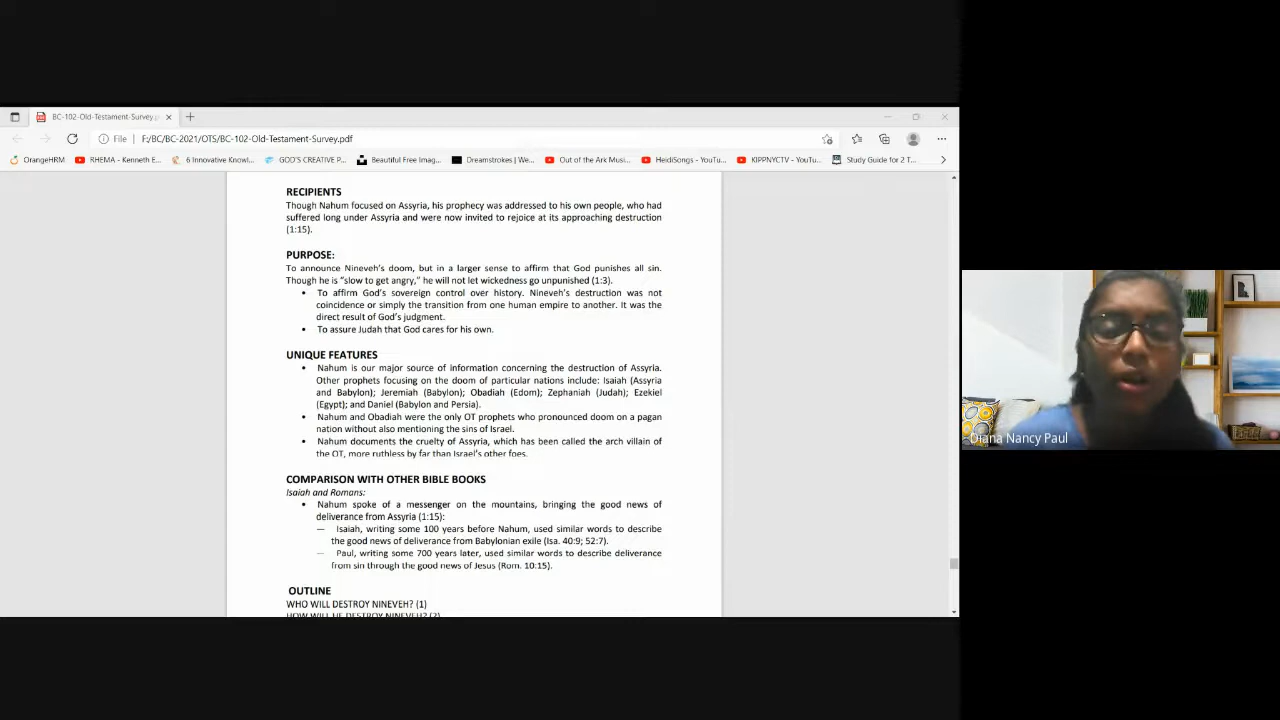 BC-102-Old-Testament-Survey.
File F:/BC/BC-2021/OTS/BC-102-Old-Testament-Survey.pdf
OrangeHRM RHEMA - Kenneth E... 6 Innovative Knowl... GOD'S CREATIVE P... Beautiful Free Imag... Dreamstrokes | We... Out of the Ark Musi... HeidiSongs - YouTu... KIPPNYCTV - YouTu... Study Guide for 2 T...
RECIPIENTS
Though Nahum focused on Assyria, his prophecy was addressed to his own people, who had
suffered long under Assyria and were now invited to rejoice at its approaching destruction
(1:15).
PURPOSE:
To announce Nineveh's doom, but in a larger sense to affirm that God punishes all sin.
Though he is "slow to get angry," he will not let wickedness go unpunished (1:3).
• To affirm God's sovereign control over history. Nineveh's destruction was not
coincidence or simply the transition from one human empire to another. It was the
direct result of God's judgment.
• To assure Judah that God cares for his own.
UNIQUE FEATURES
• Nahum is our major source of information concerning the destruction of Assyria.
Other prophets focusing on the doom of particular nations include: Isaiah (Assyria
and Babylon); Jeremiah (Babylon); Obadiah (Edom); Zephaniah (Judah); Ezekiel
(Egypt); and Daniel (Babylon and Persia).
• Nahum and Obadiah were the only OT prophets who pronounced doom on a pagan
nation without also mentioning the sins of Israel.
• Nahum documents the cruelty of Assyria, which has been called the arch villain of
the OT, more ruthless by far than Israel's other foes.
COMPARISON WITH OTHER BIBLE BOOKS
Isaiah and Romans:
• Nahum spoke of a messenger on the mountains, bringing the good news of
deliverance from Assyria (1:15):
— Isaiah, writing some 100 years before Nahum, used similar words to describe
the good news of deliverance from Babylonian exile (Isa. 40:9; 52:7).
— Paul, writing some 700 years later, used similar words to describe deliverance
from sin through the good news of Jesus (Rom. 10:15).
OUTLINE
WHO WILL DESTROY NINEVEH? (1)
HOW WILL HE DESTROY NINEVEH? (2)
Diana Nancy Paul